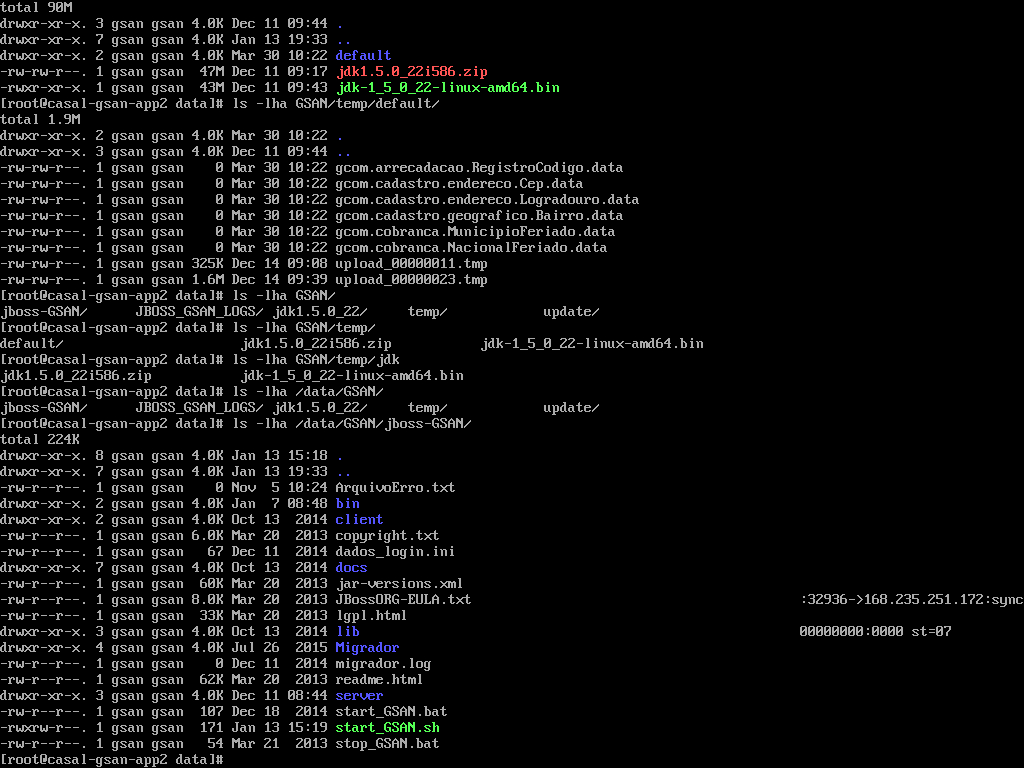 total 90M
drwxr-xr-x. 3 gsan gsan 4.0K Dec 11 09:44 .
drwxr-xr-x. 7 gsan gsan 4.0K Jan 13 19:33 ..
drwxr-xr-x. 2 gsan gsan 4.0K Mar 30 10:22 default
-rw-rw-r--. 1 gsan gsan  47M Dec 11 09:17 jdk1.5.0_22i586.zip
-rwxr-xr-x. 1 gsan gsan  43M Dec 11 09:43 jdk-1_5_0_22-linux-amd64.bin
[root@casal-gsan-app2 data]# ls -lha GSAN/temp/default/
total 1.9M
drwxr-xr-x. 2 gsan gsan 4.0K Mar 30 10:22 .
drwxr-xr-x. 3 gsan gsan 4.0K Dec 11 09:44 ..
-rw-rw-r--. 1 gsan gsan    0 Mar 30 10:22 gcom.arrecadacao.RegistroCodigo.data
-rw-rw-r--. 1 gsan gsan    0 Mar 30 10:22 gcom.cadastro.endereco.Cep.data
-rw-rw-r--. 1 gsan gsan    0 Mar 30 10:22 gcom.cadastro.endereco.Logradouro.data
-rw-rw-r--. 1 gsan gsan    0 Mar 30 10:22 gcom.cadastro.geografico.Bairro.data
-rw-rw-r--. 1 gsan gsan    0 Mar 30 10:22 gcom.cobranca.MunicipioFeriado.data
-rw-rw-r--. 1 gsan gsan    0 Mar 30 10:22 gcom.cobranca.NacionalFeriado.data
-rw-rw-r--. 1 gsan gsan 325K Dec 14 09:08 upload_00000011.tmp
-rw-rw-r--. 1 gsan gsan 1.6M Dec 14 09:39 upload_00000023.tmp
[root@casal-gsan-app2 data]# ls -lha GSAN/
jboss-GSAN/      JBOSS_GSAN_LOGS/ jdk1.5.0_22/     temp/            update/
[root@casal-gsan-app2 data]# ls -lha GSAN/temp/
default/                      jdk1.5.0_22i586.zip           jdk-1_5_0_22-linux-amd64.bin
[root@casal-gsan-app2 data]# ls -lha GSAN/temp/jdk
jdk1.5.0_22i586.zip           jdk-1_5_0_22-linux-amd64.bin
[root@casal-gsan-app2 data]# ls -lha /data/GSAN/
jboss-GSAN/      JBOSS_GSAN_LOGS/ jdk1.5.0_22/     temp/            update/
[root@casal-gsan-app2 data]# ls -lha /data/GSAN/jboss-GSAN/
total 224K
drwxr-xr-x. 8 gsan gsan 4.0K Jan 13 15:18 .
drwxr-xr-x. 7 gsan gsan 4.0K Jan 13 19:33 ..
-rw-r--r--. 1 gsan gsan    0 Nov  5 10:24 ArquivoErro.txt
drwxr-xr-x. 2 gsan gsan 4.0K Jan  7 08:48 bin
drwxr-xr-x. 2 gsan gsan 4.0K Oct 13  2014 client
-rw-r--r--. 1 gsan gsan 6.0K Mar 20  2013 copyright.txt
-rw-r--r--. 1 gsan gsan   67 Dec 11  2014 dados_login.ini
drwxr-xr-x. 7 gsan gsan 4.0K Oct 13  2014 docs
-rw-r--r--. 1 gsan gsan  60K Mar 20  2013 jar-versions.xml
-rw-r--r--. 1 gsan gsan 8.0K Mar 20  2013 JBossORG-EULA.txt                                         :32936->168.235.251.172:sync
-rw-r--r--. 1 gsan gsan  33K Mar 20  2013 lgpl.html
drwxr-xr-x. 3 gsan gsan 4.0K Oct 13  2014 lib                                                       00000000:0000 st=07
drwxr-xr-x. 4 gsan gsan 4.0K Jul 26  2015 Migrador
-rw-r--r--. 1 gsan gsan    0 Dec 11  2014 migrador.log
-rw-r--r--. 1 gsan gsan  62K Mar 20  2013 readme.html
drwxr-xr-x. 3 gsan gsan 4.0K Dec 11 08:44 server
-rw-r--r--. 1 gsan gsan  107 Dec 18  2014 start_GSAN.bat
-rwxrw-r--. 1 gsan gsan  171 Jan 13 15:19 start_GSAN.sh
-rw-r--r--. 1 gsan gsan   54 Mar 21  2013 stop_GSAN.bat
[root@casal-gsan-app2 data]#